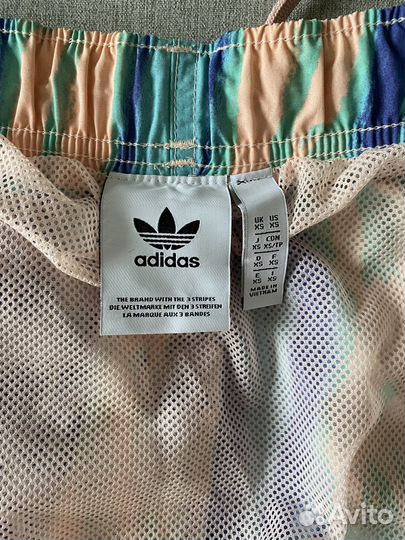 adidas
THE BRAND WITH THE 3 STRIPES
DIE WELTMARKE MIT DEN 3 STREIFEN
LA MARQUE AUX 3 BANDES
UK US
XS XS
J CDN
XS XS/TP
D F
XS XS
E I
XS XS
MADE IN
VIETNAM
Avito